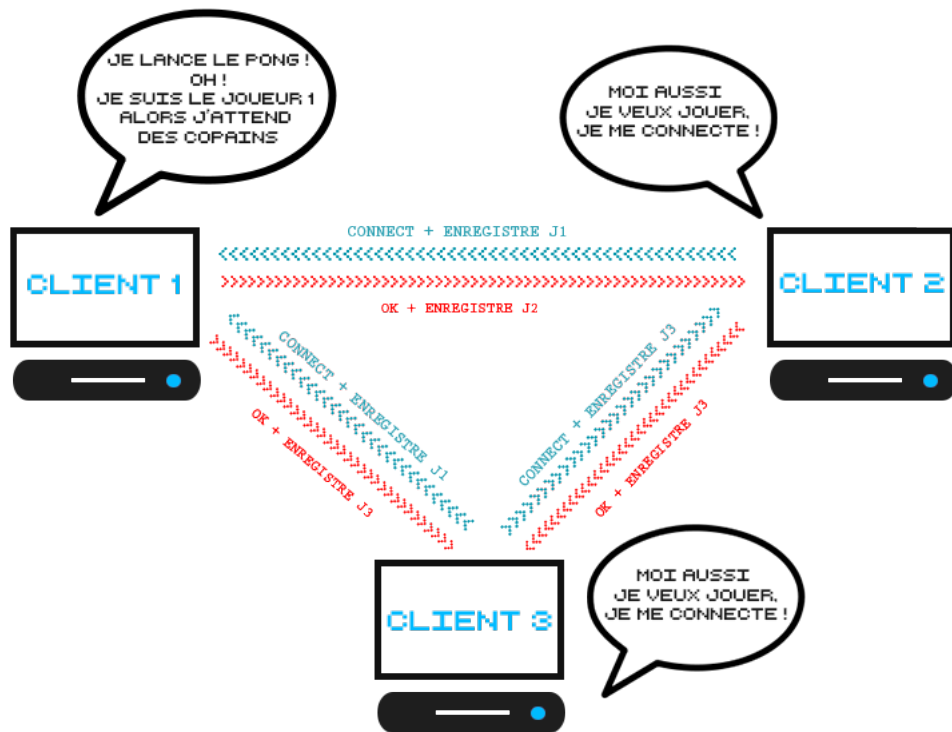 JE LANCE LE PONG !
OH !
JE SUIS LE JOUEUR 1
ALORS J'ATTEND
DES COPAINS
MOI AUSSI
JE VEUX JOUER,
JE ME CONNECTE !
CONNECT + ENREGISTRE J1
OK + ENREGISTRE J2
CLIENT 1
CLIENT 2
CONNECT + ENREGISTRE J1
OK + ENREGISTRE J3
CONNECT + ENREGISTRE J3
OK + ENREGISTRE J3
CLIENT 3
MOI AUSSI
JE VEUX JOUER,
JE ME CONNECTE !